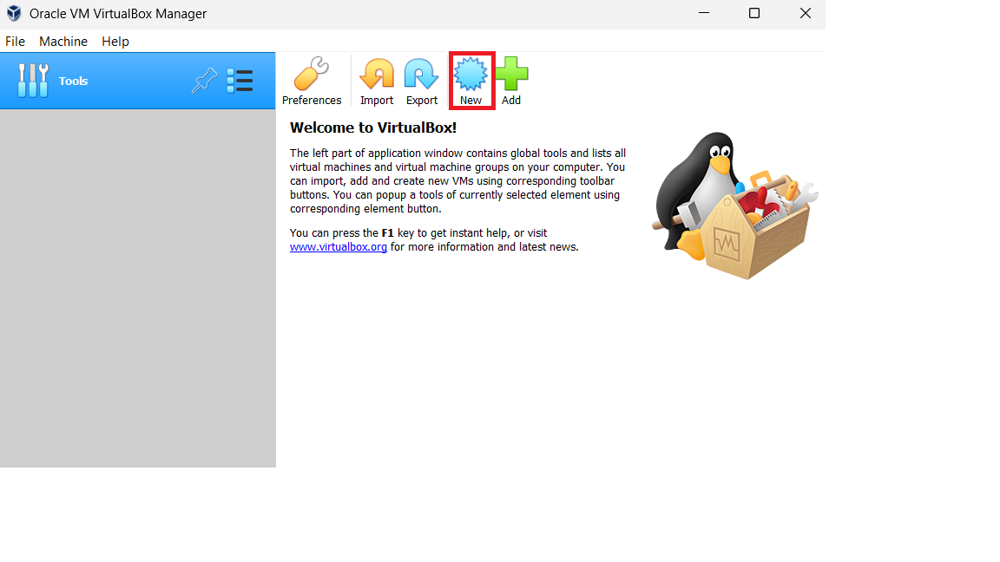 Oracle VM VirtualBox Manager
File Machine Help
Tools
Preferences Import Export New Add
Welcome to VirtualBox!
The left part of application window contains global tools and lists all
virtual machines and virtual machine groups on your computer. You
can import, add and create new VMs using corresponding toolbar
buttons. You can popup a tools of currently selected element using
corresponding element button.
You can press the F1 key to get instant help, or visit
www.virtualbox.org for more information and latest news.